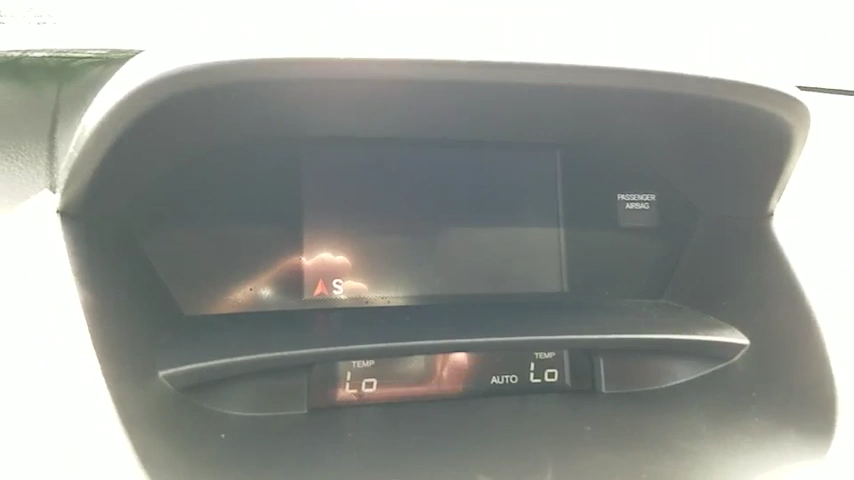 PASSENGER
AIRBAG
S
TEMP
Lo
AUTO
TEMP
Lo